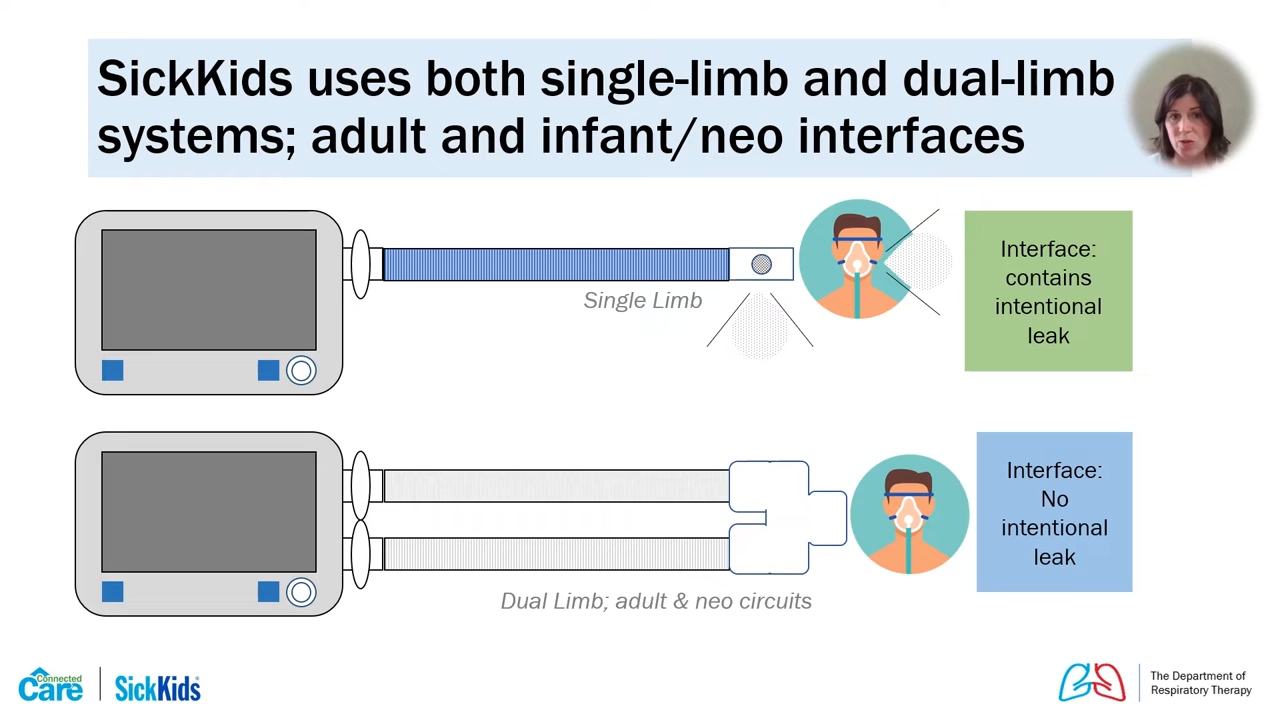 SickKids uses both single-limb and dual-limb
systems; adult and infant/neo interfaces
Single Limb
Interface:
contains
intentional
leak
Interface:
No
intentional
leak
Dual Limb; adult & neo circuits
Connected
Care
SickKids
The Department of
Respiratory Therapy